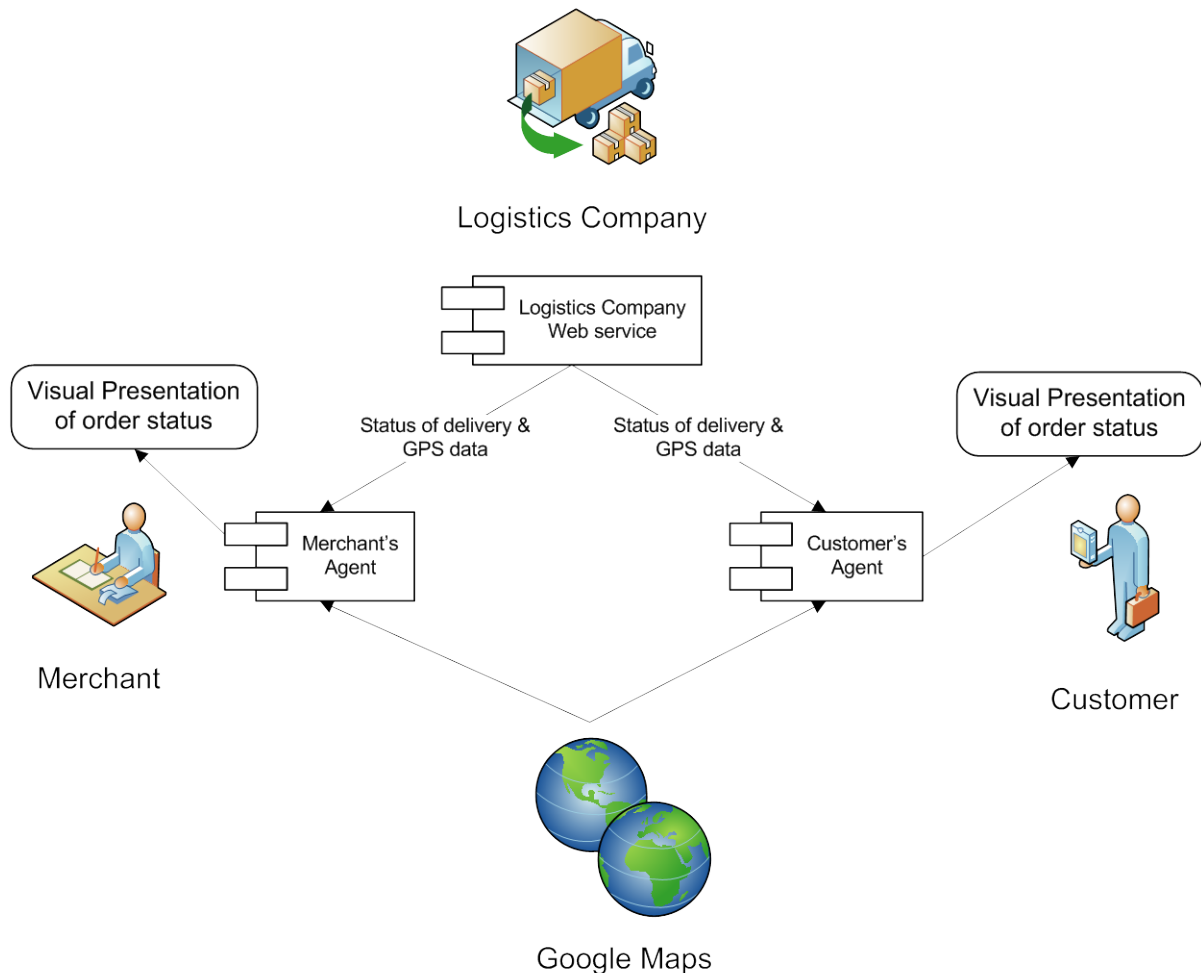 Logistics Company
Logistics Company
Web service
Visual Presentation
of order status
Visual Presentation
of order status
Status of delivery &
GPS data
Status of delivery &
GPS data
Merchant's
Agent
Customer's
Agent
Merchant
Customer
Google Maps